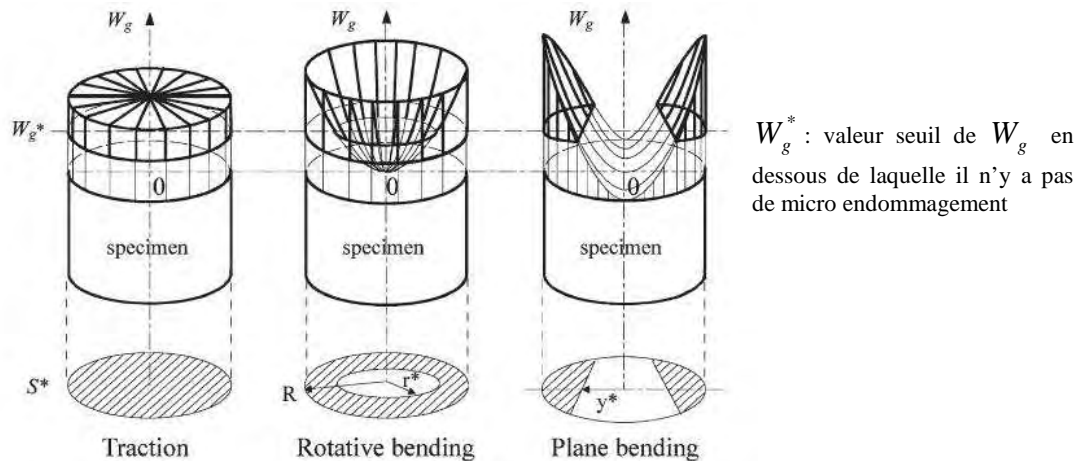 W_g W_g W_g
W_g*
0 0 0
specimen specimen specimen
S* R r* y*
Traction Rotative bending Plane bending
W_g^* : valeur seuil de W_g en
dessous de laquelle il n'y a pas
de micro endommagement